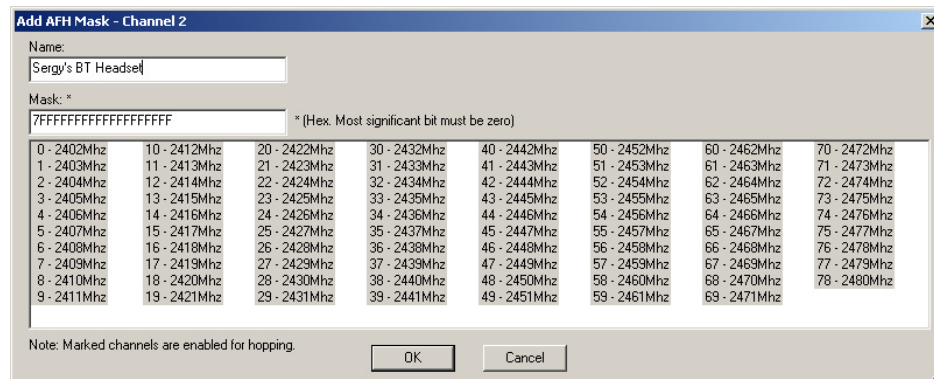 Add AFH Mask - Channel 2
Name:
Sergy's BT Headset
Mask: *
7FFFFFFFFFFFFFFFFFFF
* (Hex. Most significant bit must be zero)
0 - 2402Mhz 10 - 2412Mhz 20 - 2422Mhz 30 - 2432Mhz 40 - 2442Mhz 50 - 2452Mhz 60 - 2462Mhz 70 - 2472Mhz
1 - 2403Mhz 11 - 2413Mhz 21 - 2423Mhz 31 - 2433Mhz 41 - 2443Mhz 51 - 2453Mhz 61 - 2463Mhz 71 - 2473Mhz
2 - 2404Mhz 12 - 2414Mhz 22 - 2424Mhz 32 - 2434Mhz 42 - 2444Mhz 52 - 2454Mhz 62 - 2464Mhz 72 - 2474Mhz
3 - 2405Mhz 13 - 2415Mhz 23 - 2425Mhz 33 - 2435Mhz 43 - 2445Mhz 53 - 2455Mhz 63 - 2465Mhz 73 - 2475Mhz
4 - 2406Mhz 14 - 2416Mhz 24 - 2426Mhz 34 - 2436Mhz 44 - 2446Mhz 54 - 2456Mhz 64 - 2466Mhz 74 - 2476Mhz
5 - 2407Mhz 15 - 2417Mhz 25 - 2427Mhz 35 - 2437Mhz 45 - 2447Mhz 55 - 2457Mhz 65 - 2467Mhz 75 - 2477Mhz
6 - 2408Mhz 16 - 2418Mhz 26 - 2428Mhz 36 - 2438Mhz 46 - 2448Mhz 56 - 2458Mhz 66 - 2468Mhz 76 - 2478Mhz
7 - 2409Mhz 17 - 2419Mhz 27 - 2429Mhz 37 - 2439Mhz 47 - 2449Mhz 57 - 2459Mhz 67 - 2469Mhz 77 - 2479Mhz
8 - 2410Mhz 18 - 2420Mhz 28 - 2430Mhz 38 - 2440Mhz 48 - 2450Mhz 58 - 2460Mhz 68 - 2470Mhz 78 - 2480Mhz
9 - 2411Mhz 19 - 2421Mhz 29 - 2431Mhz 39 - 2441Mhz 49 - 2451Mhz 59 - 2461Mhz 69 - 2471Mhz
Note: Marked channels are enabled for hopping.
OK Cancel